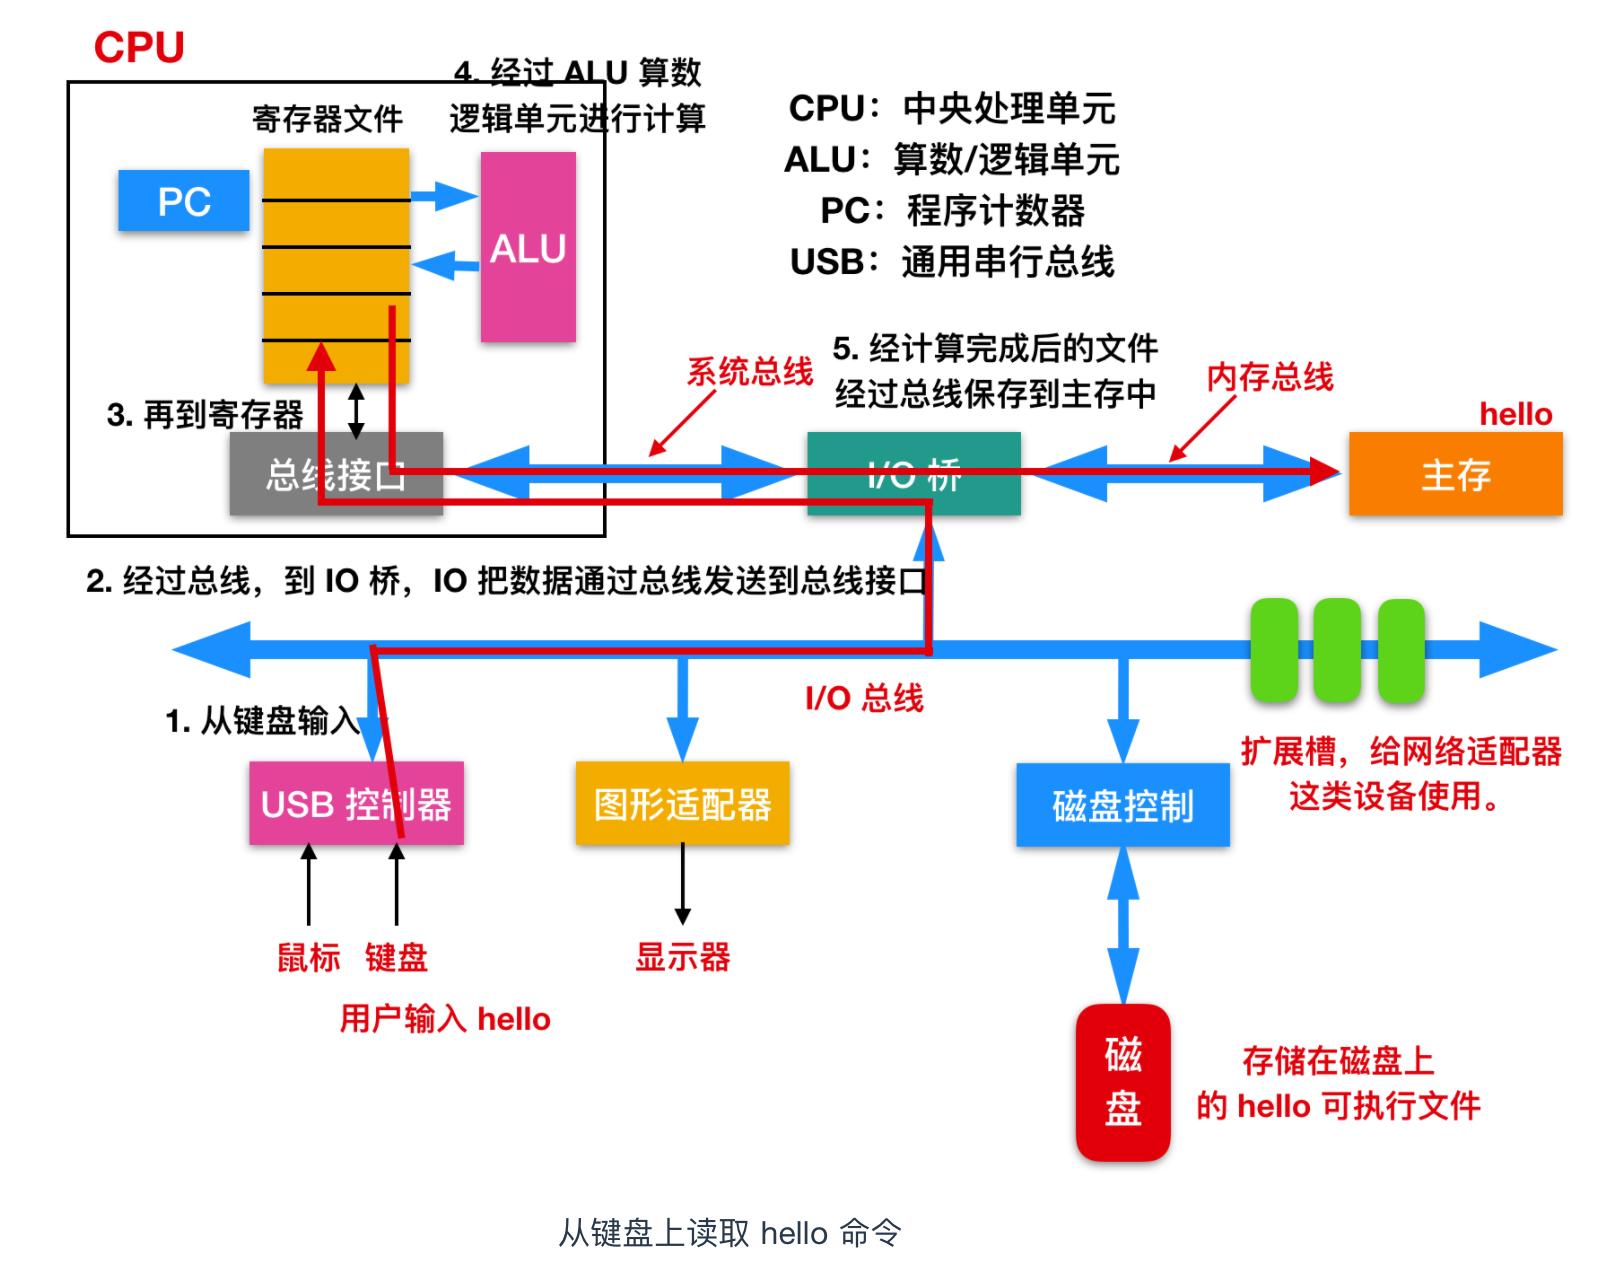 CPU
4. 经过 ALU 算数
逻辑单元进行计算
寄存器文件
PC
ALU
CPU：中央处理单元
ALU：算数/逻辑单元
PC：程序计数器
USB：通用串行总线
5. 经计算完成后的文件
经过总线保存到主存中
系统总线
内存总线
hello
3. 再到寄存器
总线接口
I/O 桥
主存
2. 经过总线，到 IO 桥，IO 把数据通过总线发送到总线接口
I/O 总线
1. 从键盘输入
扩展槽，给网络适配器
这类设备使用。
USB 控制器
图形适配器
磁盘控制
鼠标
键盘
显示器
用户输入 hello
磁
盘
存储在磁盘上
的 hello 可执行文件
从键盘上读取 hello 命令